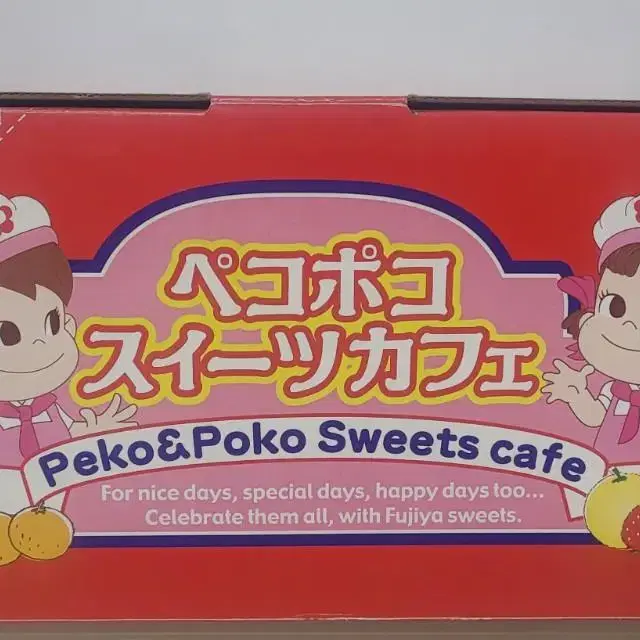 ペコポコ
スイーツカフェ
Peko&Poko Sweets cafe
For nice days, special days, happy days too...
Celebrate them all, with Fujiya sweets.